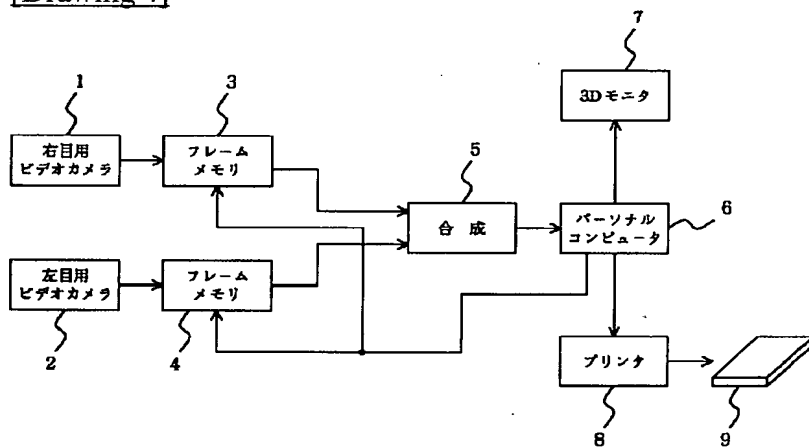 7
3Dモニタ
1
3
右目用
ビデオカメラ
フレーム
メモリ
5
合 成
パーソナル
コンピュータ
6
左目用
ビデオカメラ
フレーム
メモリ
2
4
プリンタ
8
9